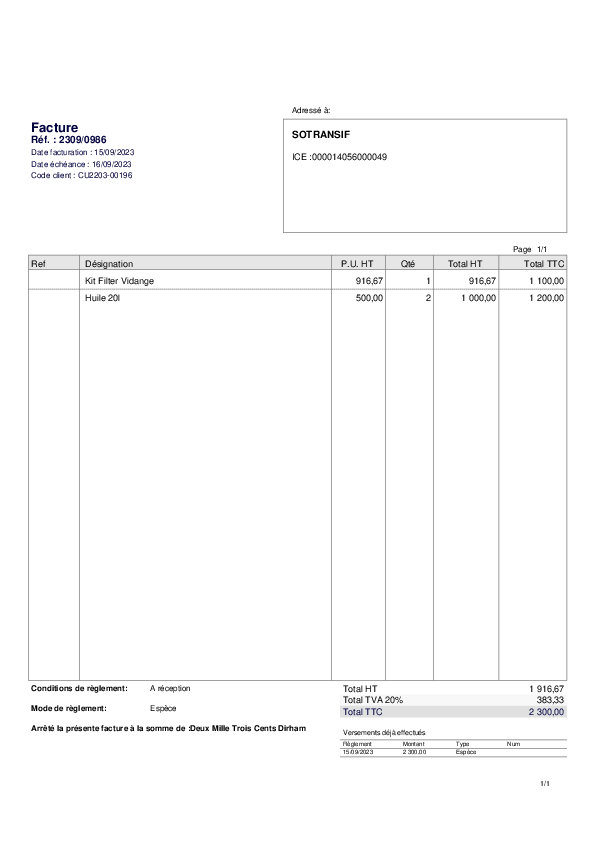 Adressé à:
Facture
Réf. : 2309/0986
Date facturation : 15/09/2023
Date échéance : 16/09/2023
Code client : CU2203-00196
SOTRANSIF
ICE :000014056000049
Page 1/1
Ref Désignation P.U. HT Qté Total HT Total TTC
Kit Filter Vidange 916,67 1 916,67 1 100,00
Huile 20l 500,00 2 1 000,00 1 200,00
Conditions de règlement: A réception
Mode de règlement: Espèce
Arrêté la présente facture à la somme de :Deux Mille Trois Cents Dirham
Total HT 1 916,67
Total TVA 20% 383,33
Total TTC 2 300,00
Versements déjà effectués
Règlement Montant Type Num
15/09/2023 2 300,00 Espèce
1/1